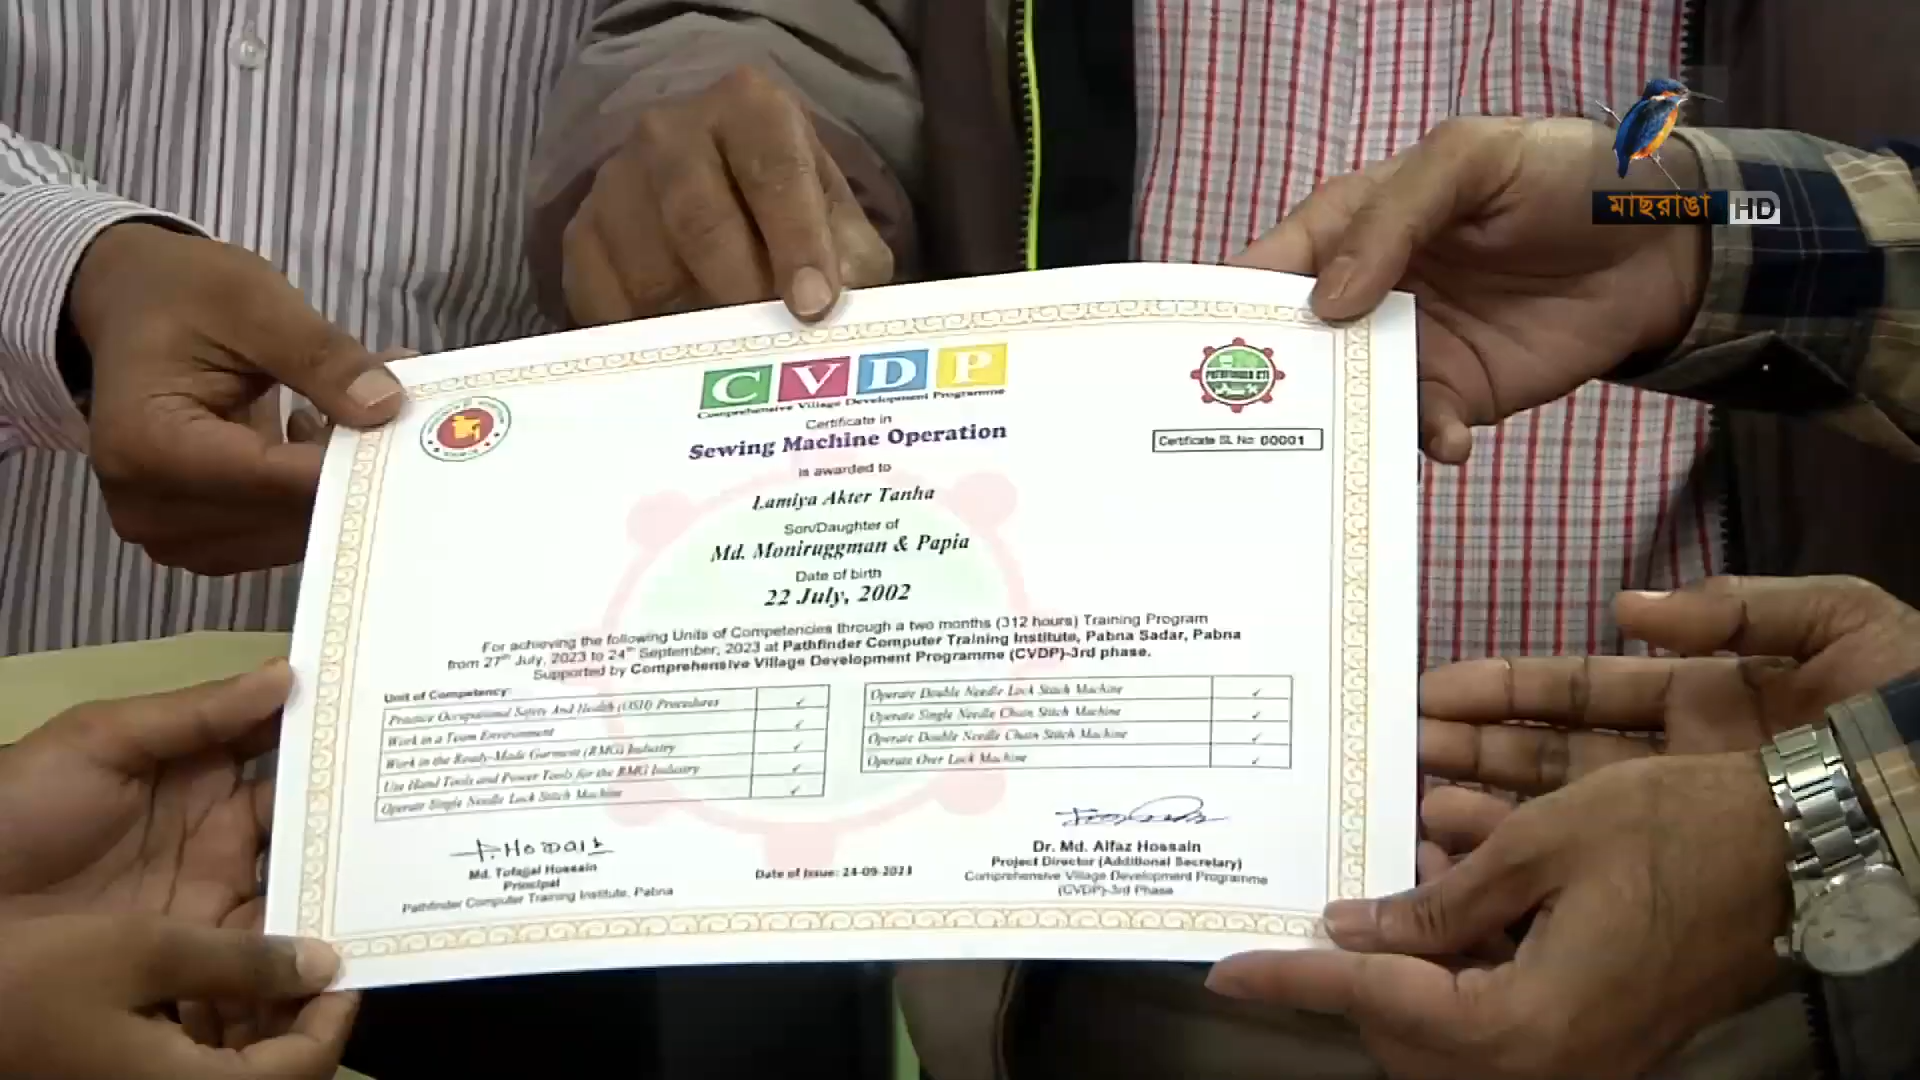 মাছরাঙা HD
CVDP
Comprehensive Village Development Programme
Certificate in
Sewing Machine Operation
Certificate SL No: 00001
is awarded to
Lamiya Akter Tanha
Son/Daughter of
Md. Moniruggman & Papia
Date of birth
22 July, 2002
For achieving the following Units of Competencies through a two months (312 hours) Training Program
from 27th July, 2023 to 24th September, 2023 at Pathfinder Computer Training Institute, Pabna Sadar, Pabna
Supported by Comprehensive Village Development Programme (CVDP)-3rd phase.
Unit of Competency:
Practice Occupational Safety And Health (OSH) Procedures ✓
Work in a Team Environment ✓
Work in the Ready-Made Garment (RMG) Industry ✓
Use Hand Tools and Power Tools for the RMG Industry ✓
Operate Single Needle Lock Stitch Machine ✓
Operate Double Needle Lock Stitch Machine ✓
Operate Single Needle Chain Stitch Machine ✓
Operate Double Needle Chain Stitch Machine ✓
Operate Over Lock Machine ✓
Md. Tofajjal Hossain
Principal
Pathfinder Computer Training Institute, Pabna
Date of Issue: 24-09-2023
Dr. Md. Alfaz Hossain
Project Director (Additional Secretary)
Comprehensive Village Development Programme
(CVDP)-3rd Phase